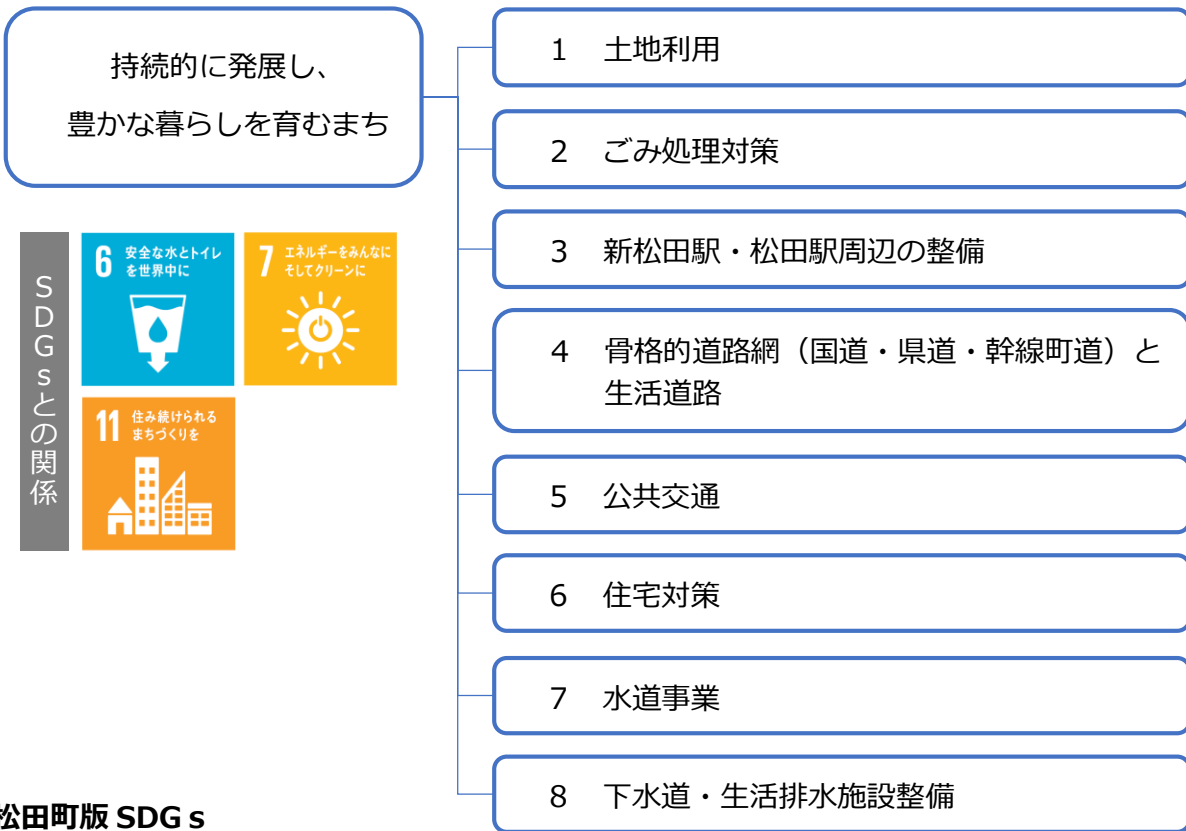 持続的に発展し、
豊かな暮らしを育むまち
1 土地利用
2 ごみ処理対策
3 新松田駅・松田駅周辺の整備
4 骨格的道路網（国道・県道・幹線町道）と
生活道路
5 公共交通
6 住宅対策
7 水道事業
8 下水道・生活排水施設整備
SDGsとの関係
6 安全な水とトイレ
を世界中に
7 エネルギーをみんなに
そしてクリーンに
11 住み続けられる
まちづくりを
松田町版 SDGs